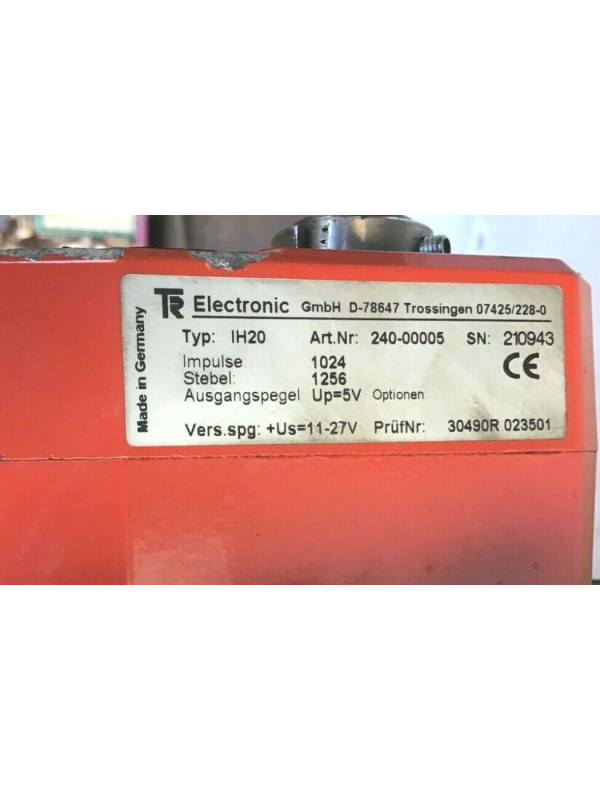 Made in Germany
TR Electronic GmbH D-78647 Trossingen 07425/228-0
Typ: IH20 Art.Nr: 240-00005 SN: 210943
Impulse 1024 CE
Stebel: 1256
Ausgangspegel Up=5V Optionen
Vers.spg: +Us=11-27V PrüfNr: 30490R 023501